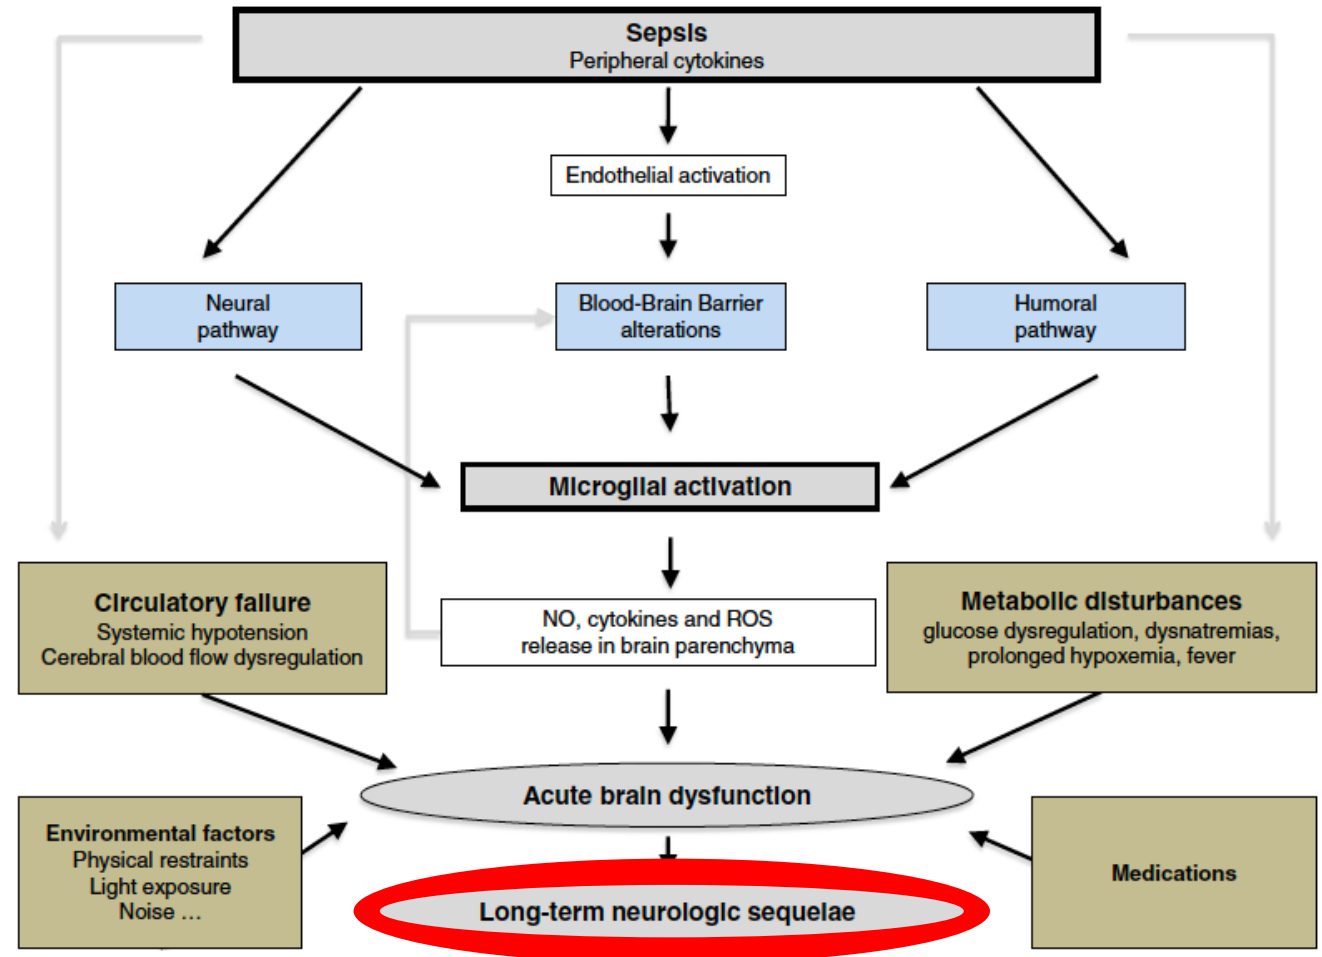 Sepsis
Peripheral cytokines
Endothelial activation
Neural
pathway
Blood-Brain Barrier
alterations
Humoral
pathway
Microglial activation
Circulatory failure
Systemic hypotension
Cerebral blood flow dysregulation
NO, cytokines and ROS
release in brain parenchyma
Metabolic disturbances
glucose dysregulation, dysnatremias,
prolonged hypoxemia, fever
Acute brain dysfunction
Environmental factors
Physical restraints
Light exposure
Noise ...
Medications
Long-term neurologic sequelae